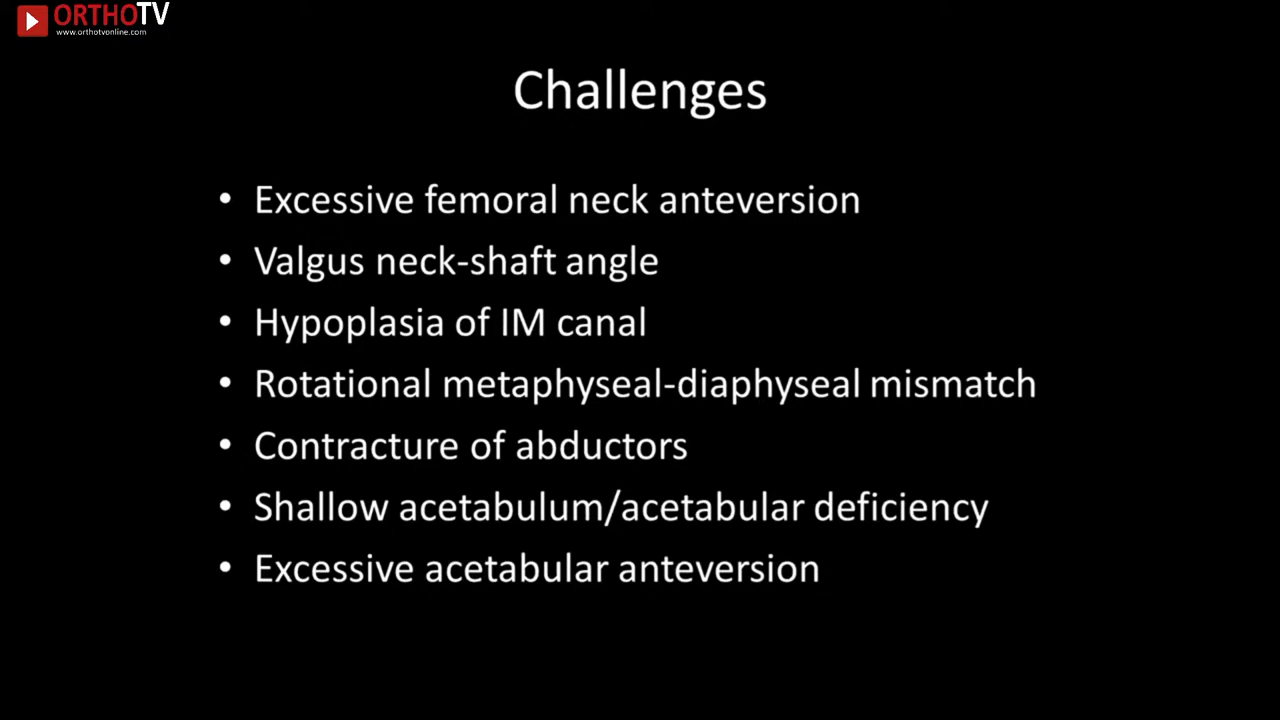 ORTHOTV
www.orthotvonline.com
Challenges
• Excessive femoral neck anteversion
• Valgus neck-shaft angle
• Hypoplasia of IM canal
• Rotational metaphyseal-diaphyseal mismatch
• Contracture of abductors
• Shallow acetabulum/acetabular deficiency
• Excessive acetabular anteversion